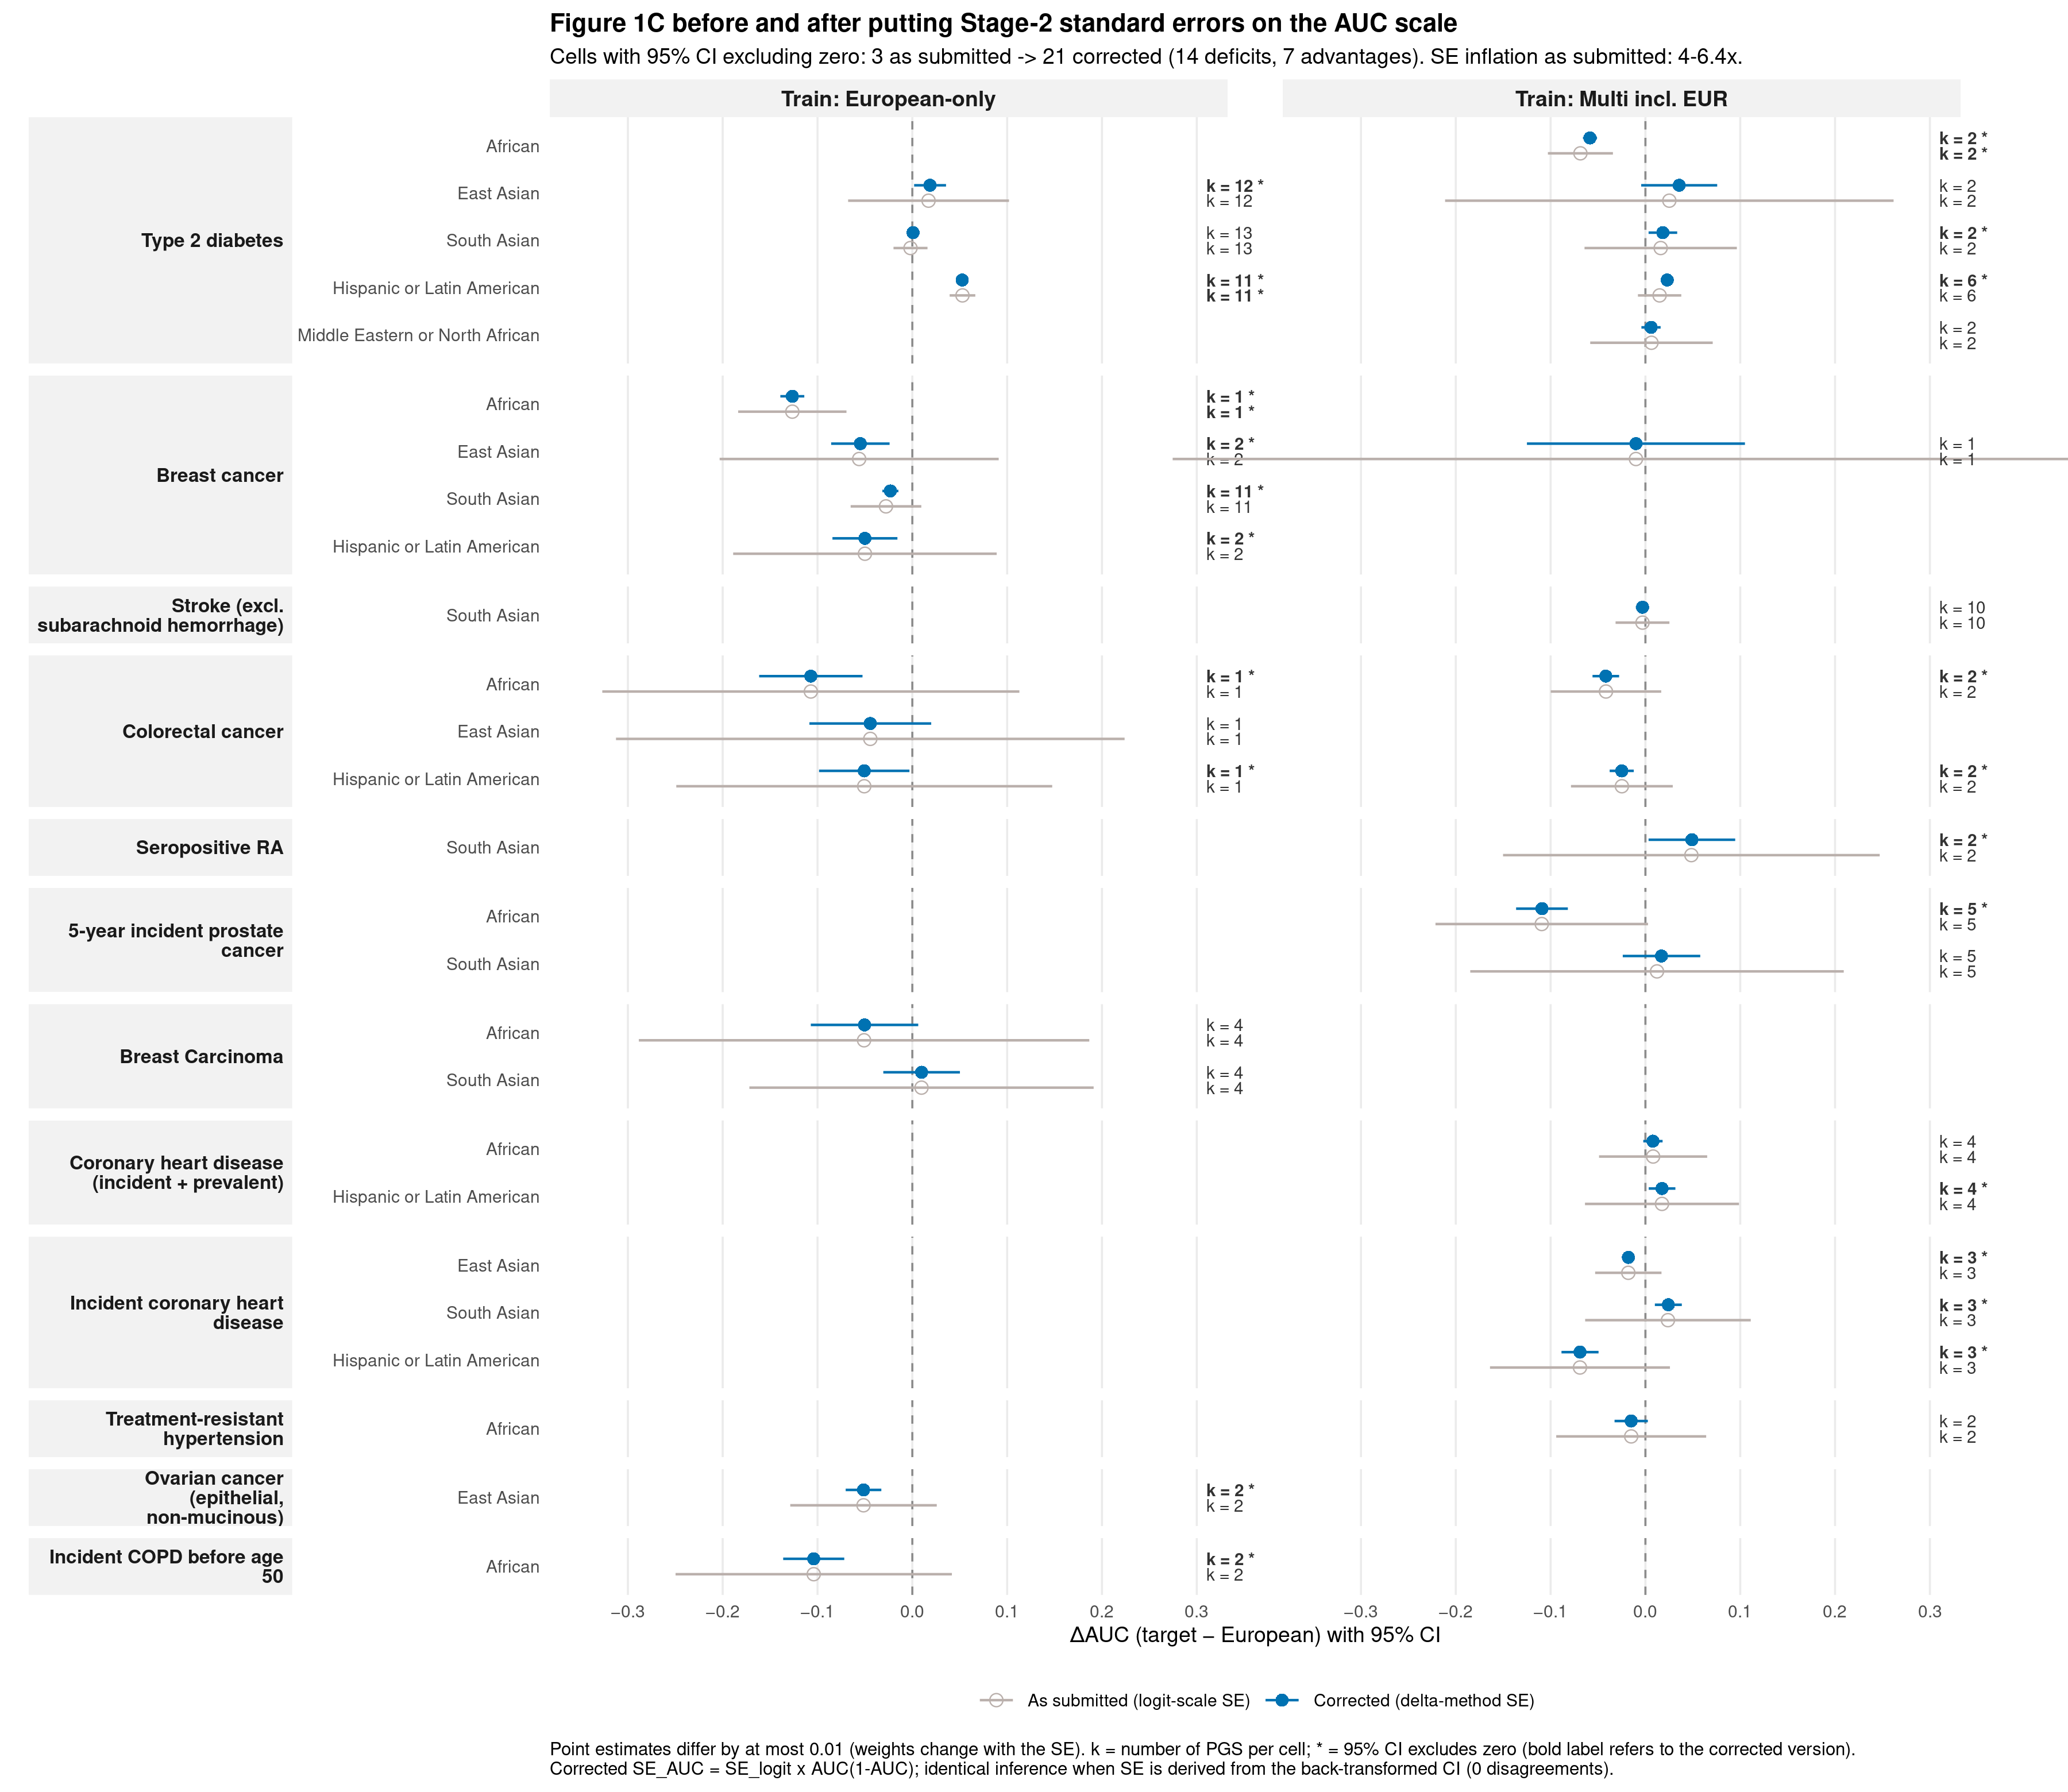 Figure 1C before and after putting Stage-2 standard errors on the AUC scale
Cells with 95% CI excluding zero: 3 as submitted -> 21 corrected (14 deficits, 7 advantages). SE inflation as submitted: 4-6.4x.
Train: European-only
Train: Multi incl. EUR
Type 2 diabetes
African
k = 2 *
k = 2 *
East Asian
k = 12 *
k = 12
k = 2
k = 2
South Asian
k = 13
k = 13
k = 2 *
k = 2
Hispanic or Latin American
k = 11 *
k = 11 *
k = 6 *
k = 6
Middle Eastern or North African
k = 2
k = 2
Breast cancer
African
k = 1 *
k = 1 *
East Asian
k = 2 *
k = 2
k = 1
k = 1
South Asian
k = 11 *
k = 11
Hispanic or Latin American
k = 2 *
k = 2
Stroke (excl.
subarachnoid hemorrhage)
South Asian
k = 10
k = 10
Colorectal cancer
African
k = 1 *
k = 1
k = 2 *
k = 2
East Asian
k = 1
k = 1
Hispanic or Latin American
k = 1 *
k = 1
k = 2 *
k = 2
Seropositive RA
South Asian
k = 2 *
k = 2
5-year incident prostate
cancer
African
k = 5 *
k = 5
South Asian
k = 5
k = 5
Breast Carcinoma
African
k = 4
k = 4
South Asian
k = 4
k = 4
Coronary heart disease
(incident + prevalent)
African
k = 4
k = 4
Hispanic or Latin American
k = 4 *
k = 4
Incident coronary heart
disease
East Asian
k = 3 *
k = 3
South Asian
k = 3 *
k = 3
Hispanic or Latin American
k = 3 *
k = 3
Treatment-resistant
hypertension
African
k = 2
k = 2
Ovarian cancer
(epithelial,
non-mucinous)
East Asian
k = 2 *
k = 2
Incident COPD before age
50
African
k = 2 *
k = 2
−0.3 −0.2 −0.1 0.0 0.1 0.2 0.3
−0.3 −0.2 −0.1 0.0 0.1 0.2 0.3
ΔAUC (target − European) with 95% CI
As submitted (logit-scale SE)
Corrected (delta-method SE)
Point estimates differ by at most 0.01 (weights change with the SE). k = number of PGS per cell; * = 95% CI excludes zero (bold label refers to the corrected version).
Corrected SE_AUC = SE_logit x AUC(1-AUC); identical inference when SE is derived from the back-transformed CI (0 disagreements).